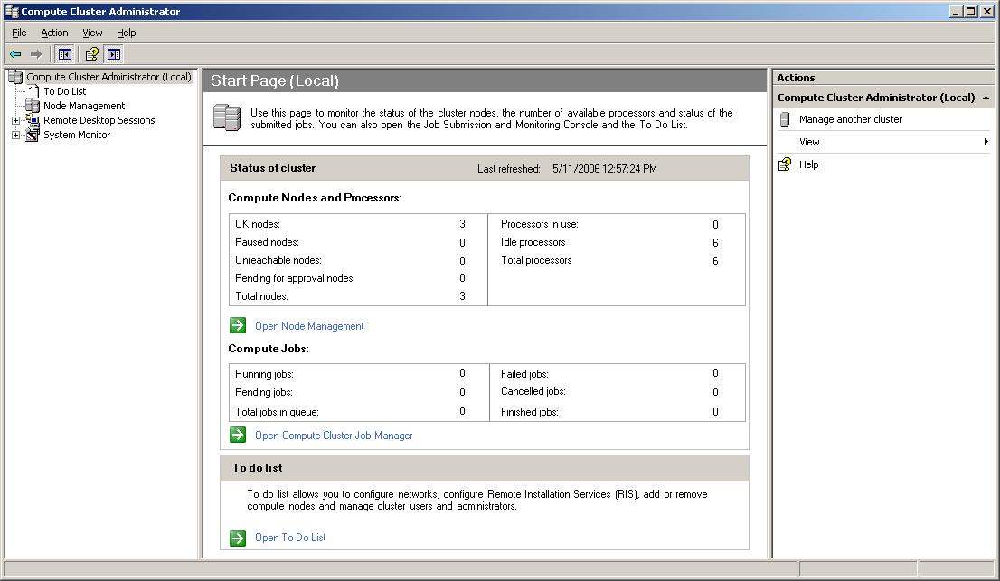 Compute Cluster Administrator
File Action View Help
Compute Cluster Administrator (Local)
To Do List
Node Management
Remote Desktop Sessions
System Monitor
Start Page (Local)
Use this page to monitor the status of the cluster nodes, the number of available processors and status of the
submitted jobs. You can also open the Job Submission and Monitoring Console and the To Do List.
Status of cluster Last refreshed: 5/11/2006 12:57:24 PM
Compute Nodes and Processors:
OK nodes: 3 Processors in use: 0
Paused nodes: 0 Idle processors 6
Unreachable nodes: 0 Total processors 6
Pending for approval nodes: 0
Total nodes: 3
Open Node Management
Compute Jobs:
Running jobs: 0 Failed jobs: 0
Pending jobs: 0 Cancelled jobs: 0
Total jobs in queue: 0 Finished jobs: 0
Open Compute Cluster Job Manager
To do list
To do list allows you to configure networks, configure Remote Installation Services (RIS), add or remove
compute nodes and manage cluster users and administrators.
Open To Do List
Actions
Compute Cluster Administrator (Local)
Manage another cluster
View
Help